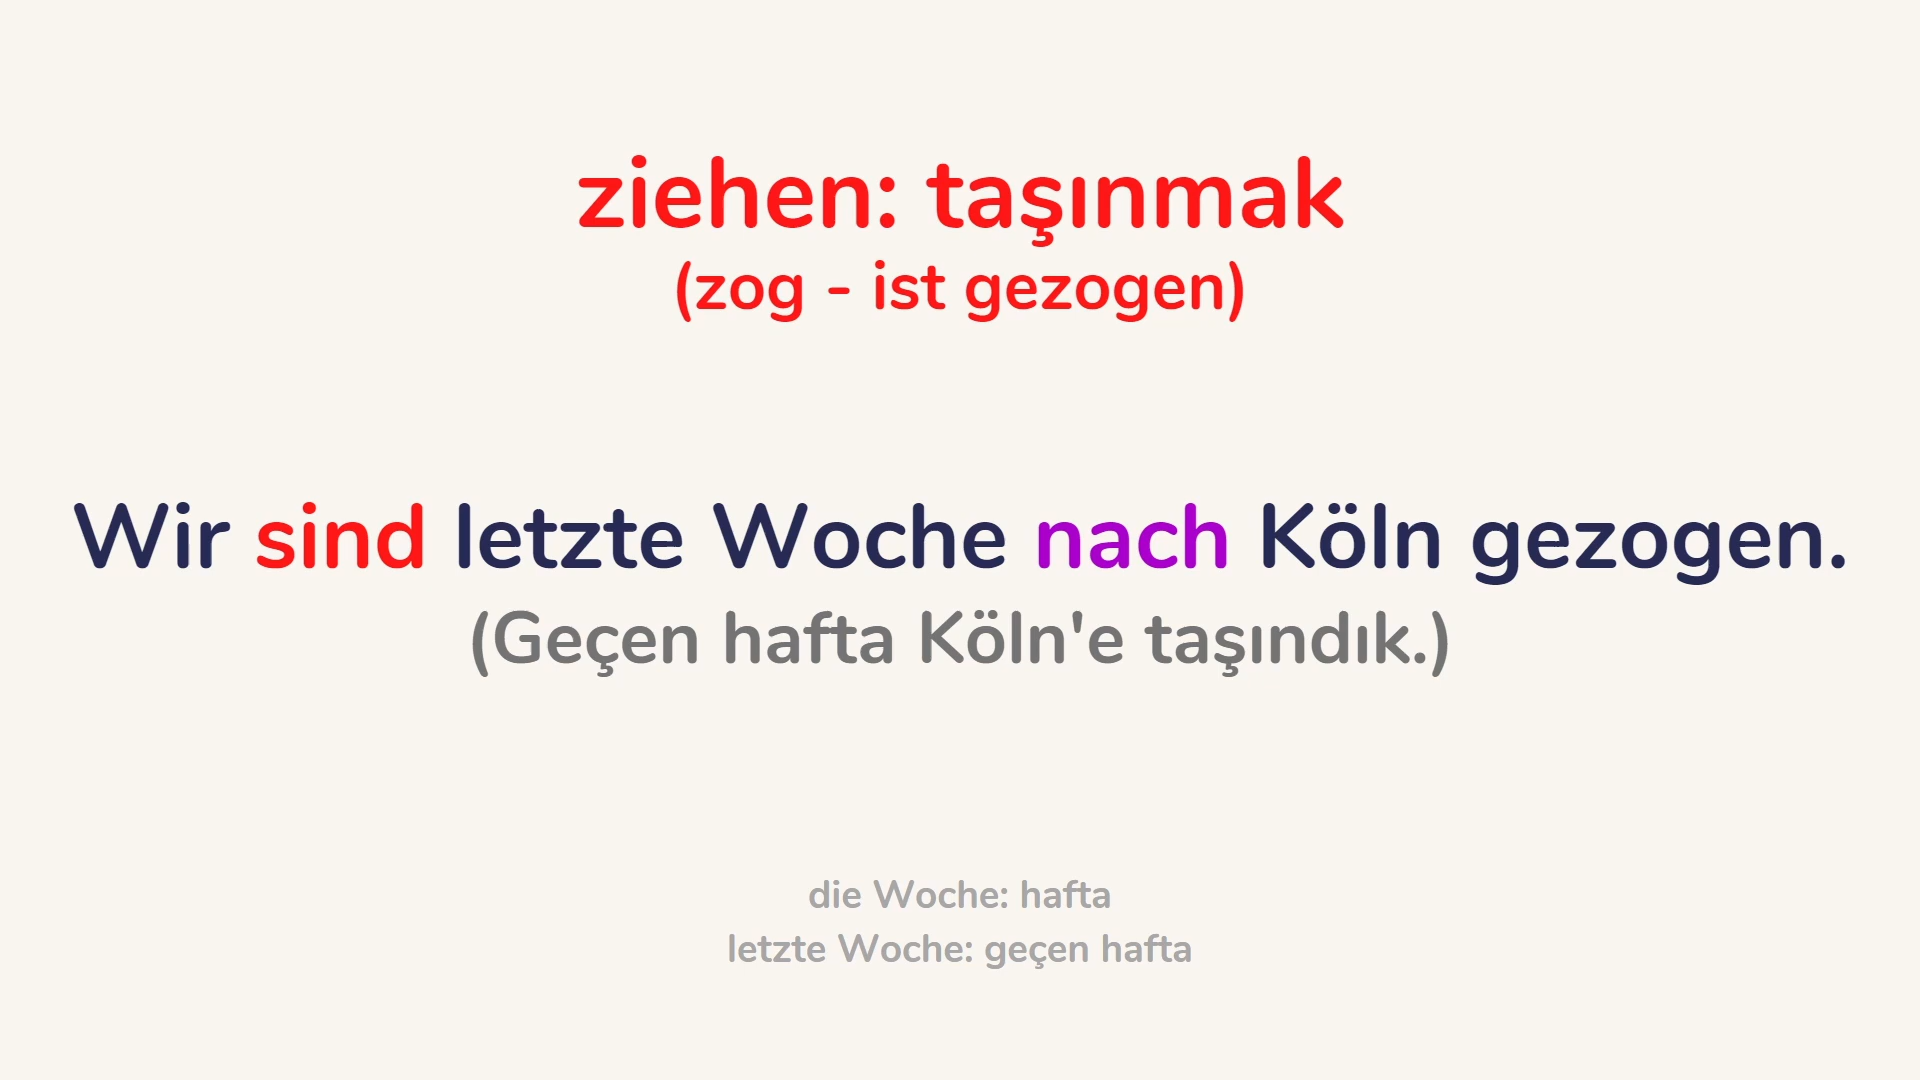 ziehen: taşınmak
(zog - ist gezogen)
Wir sind letzte Woche nach Köln gezogen.
(Geçen hafta Köln'e taşındık.)
die Woche: hafta
letzte Woche: geçen hafta